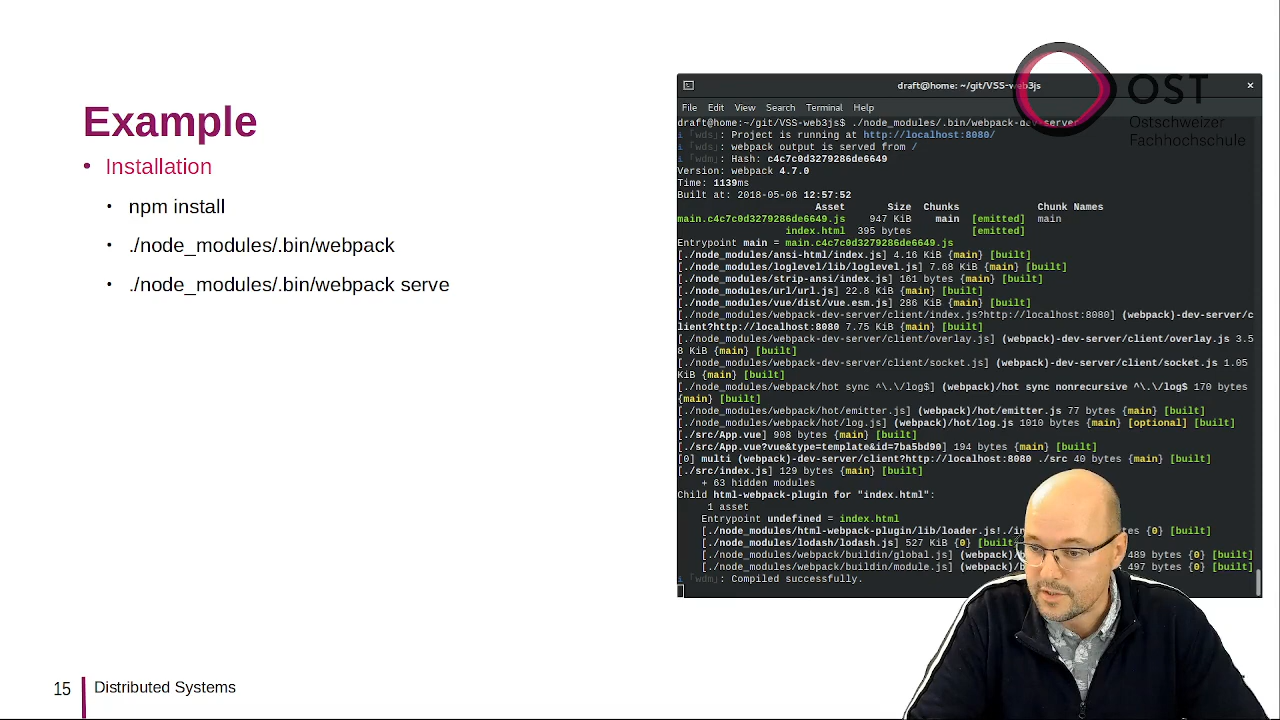 Example
• Installation
• npm install
• ./node_modules/.bin/webpack
• ./node_modules/.bin/webpack serve
draft@home: ~/git/VSS-web3js
OST
Ostschweizer
Fachhochschule
File Edit View Search Terminal Help
draft@home:~/git/VSS-web3js$ ./node_modules/.bin/webpack-dev-server
i ｢wds｣: Project is running at http://localhost:8080/
i ｢wds｣: webpack output is served from /
i ｢wdm｣: Hash: c4c7c0d3279286de6649
Version: webpack 4.7.0
Time: 1139ms
Built at: 2018-05-06 12:57:52
Asset Size Chunks Chunk Names
main.c4c7c0d3279286de6649.js 947 KiB main [emitted] main
index.html 395 bytes [emitted]
Entrypoint main = main.c4c7c0d3279286de6649.js
[./node_modules/ansi-html/index.js] 4.16 KiB {main} [built]
[./node_modules/loglevel/lib/loglevel.js] 7.68 KiB {main} [built]
[./node_modules/strip-ansi/index.js] 161 bytes {main} [built]
[./node_modules/url/url.js] 22.8 KiB {main} [built]
[./node_modules/vue/dist/vue.esm.js] 286 KiB {main} [built]
[./node_modules/webpack-dev-server/client/index.js?http://localhost:8080] (webpack)-dev-server/c
lient?http://localhost:8080 7.75 KiB {main} [built]
[./node_modules/webpack-dev-server/client/overlay.js] (webpack)-dev-server/client/overlay.js 3.5
8 KiB {main} [built]
[./node_modules/webpack-dev-server/client/socket.js] (webpack)-dev-server/client/socket.js 1.05
KiB {main} [built]
[./node_modules/webpack/hot sync ^\.\/log$] (webpack)/hot sync nonrecursive ^\.\/log$ 170 bytes
{main} [built]
[./node_modules/webpack/hot/emitter.js] (webpack)/hot/emitter.js 77 bytes {main} [built]
[./node_modules/webpack/hot/log.js] (webpack)/hot/log.js 1010 bytes {main} [optional] [built]
[./src/App.vue] 908 bytes {main} [built]
[./src/App.vue?vue&type=template&id=7ba5bd90] 194 bytes {main} [built]
[0] multi (webpack)-dev-server/client?http://localhost:8080 ./src 40 bytes {main} [built]
[./src/index.js] 129 bytes {main} [built]
+ 63 hidden modules
Child html-webpack-plugin for "index.html":
1 asset
Entrypoint undefined = index.html
[./node_modules/html-webpack-plugin/lib/loader.js!./in {0} [built]
[./node_modules/lodash/lodash.js] 527 KiB {0} [built]
[./node_modules/webpack/buildin/global.js] (webpack)/b 489 bytes {0} [built]
[./node_modules/webpack/buildin/module.js] (webpack)/b 497 bytes {0} [built]
i ｢wdm｣: Compiled successfully.
15 Distributed Systems